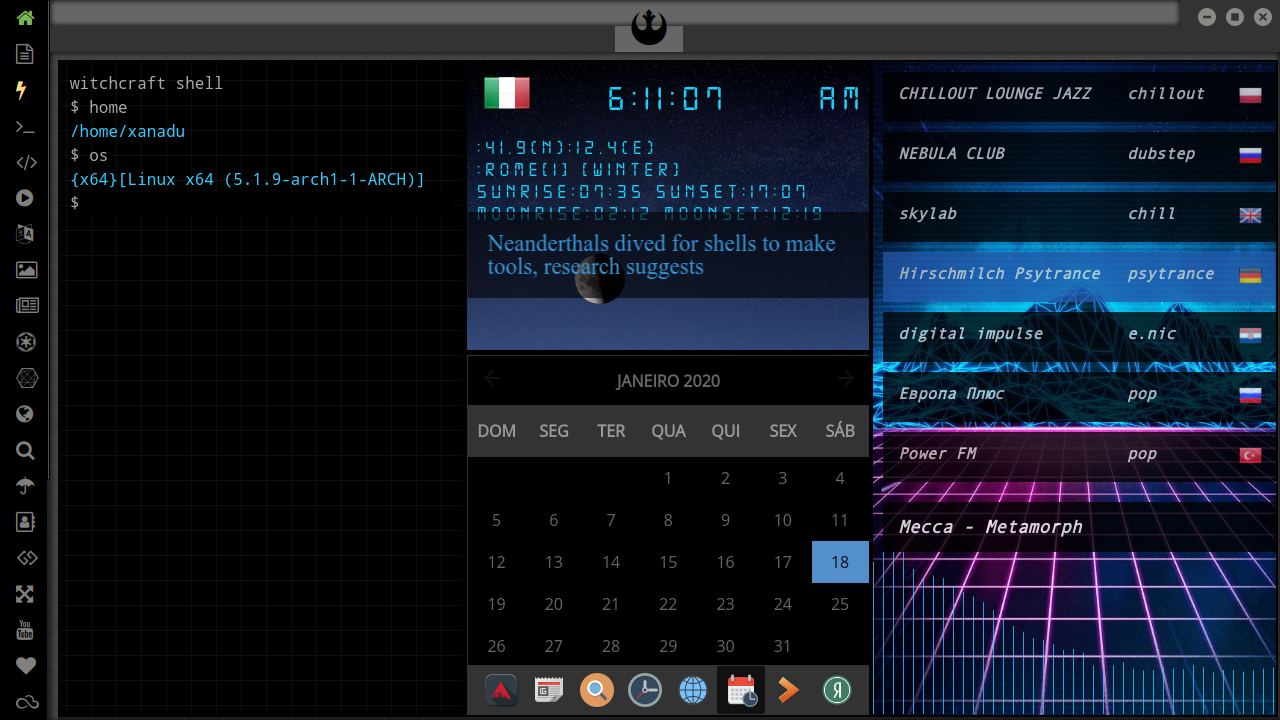 witchcraft shell
$ home
/home/xanadu
$ os
{x64}[Linux x64 (5.1.9-arch1-1-ARCH)]
$
6:11:07 AM
:41.9(N):12.4(E)
:ROME[I] (WINTER)
SUNRISE:07:35 SUNSET:17:07
MOONRISE:02:12 MOONSET:12:19
Neanderthals dived for shells to make
tools, research suggests
JANEIRO 2020
DOM SEG TER QUA QUI SEX SÁB
1 2 3 4
5 6 7 8 9 10 11
12 13 14 15 16 17 18
19 20 21 22 23 24 25
26 27 28 29 30 31
Я
CHILLOUT LOUNGE JAZZ chillout
NEBULA CLUB dubstep
skylab chill
Hirschmilch Psytrance psytrance
digital impulse e.nic
Европа Плюс pop
Power FM pop
Mecca - Metamorph
You
Tube